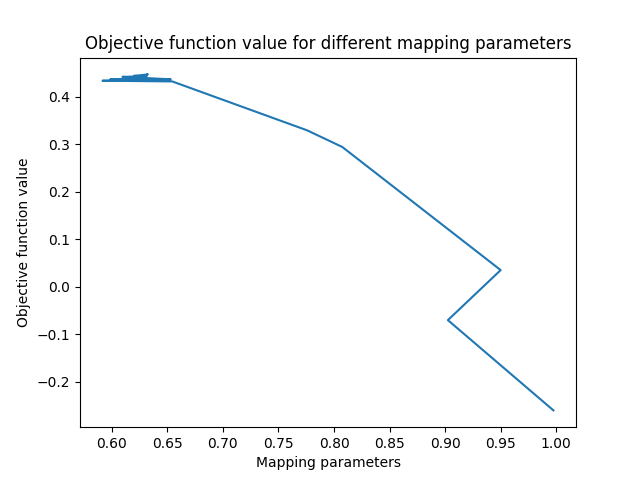 Objective function value for different mapping parameters
Objective function value
0.4
0.3
0.2
0.1
0.0
−0.1
−0.2
0.60 0.65 0.70 0.75 0.80 0.85 0.90 0.95 1.00
Mapping parameters